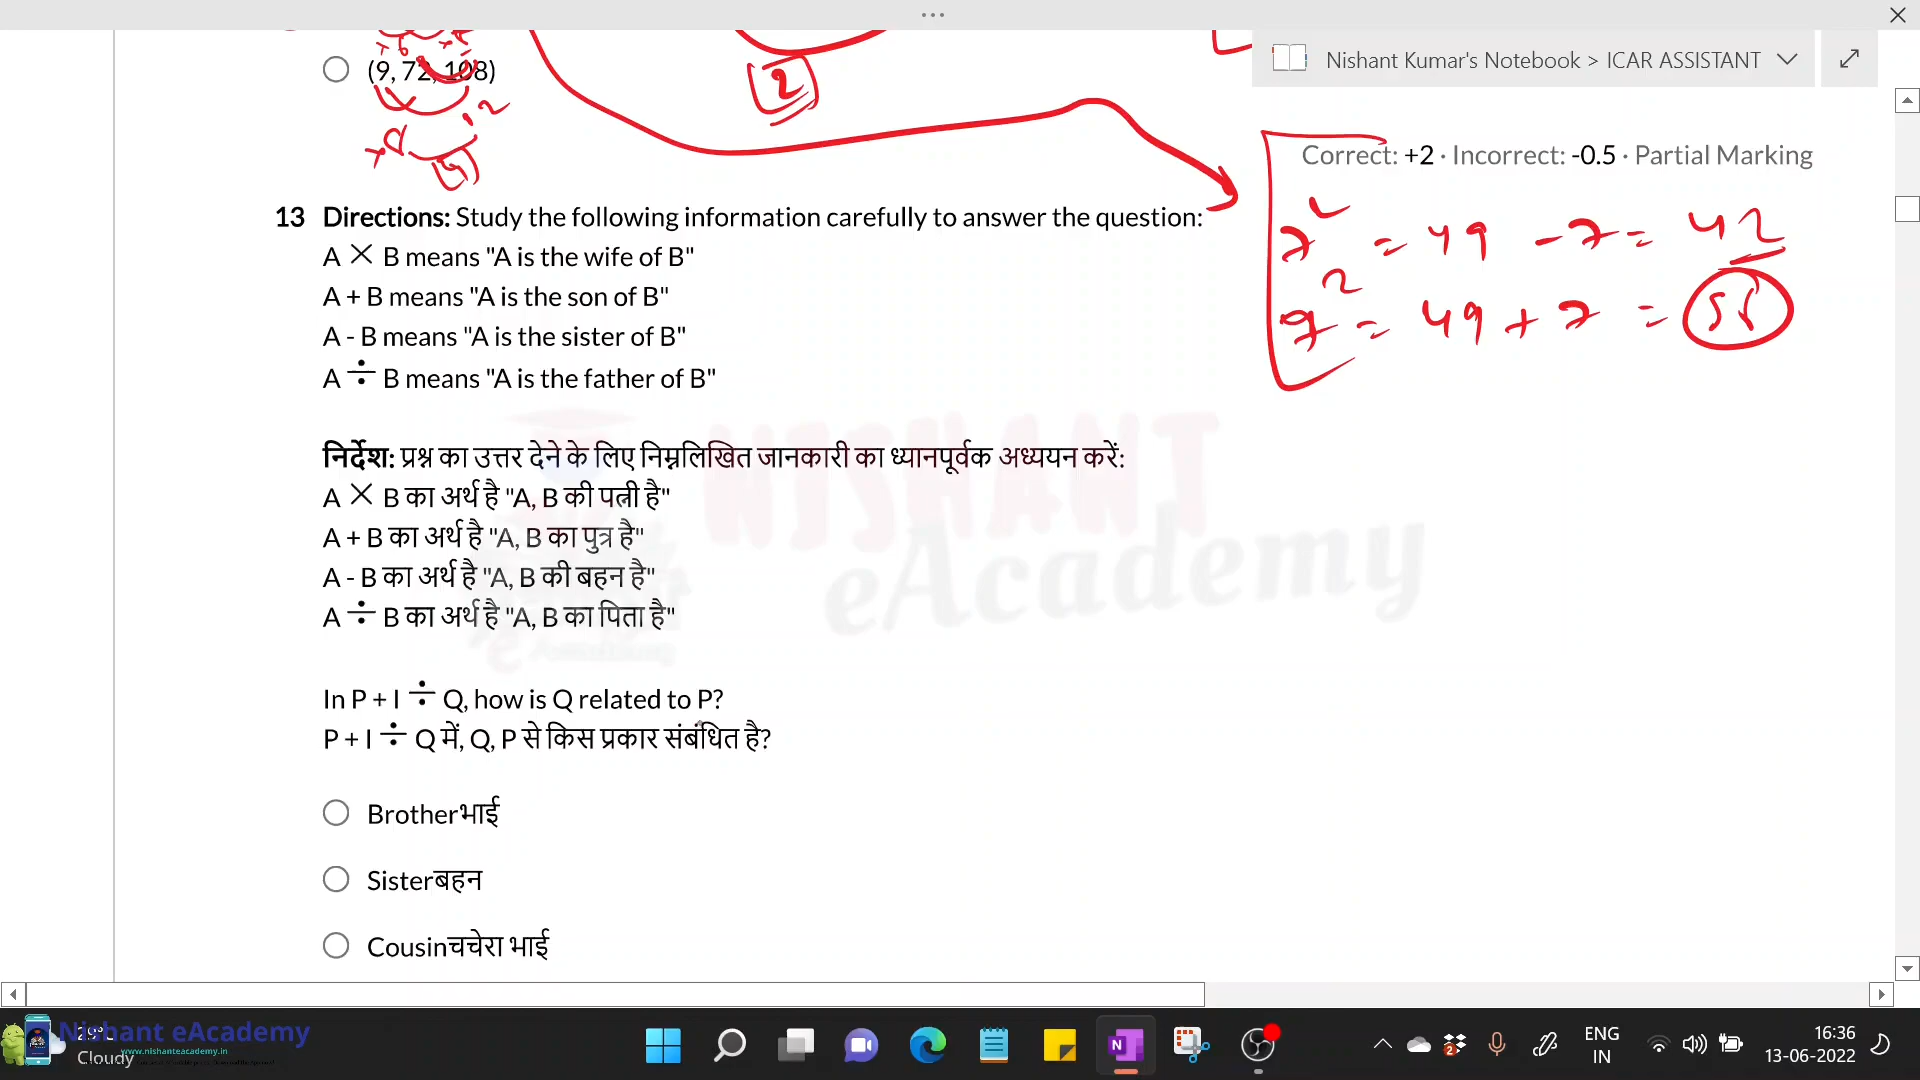 Nishant Kumar's Notebook > ICAR ASSISTANT
(9, 72, 108)
2
Correct: +2 · Incorrect: -0.5 · Partial Marking
13 Directions: Study the following information carefully to answer the question:
A × B means "A is the wife of B"
A + B means "A is the son of B"
A - B means "A is the sister of B"
A ÷ B means "A is the father of B"
7² = 49 - 7 = 42
7² = 49 + 7 = 56
निर्देश: प्रश्न का उत्तर देने के लिए निम्नलिखित जानकारी का ध्यानपूर्वक अध्ययन करें:
A × B का अर्थ है "A, B की पत्नी है"
A + B का अर्थ है "A, B का पुत्र है"
A - B का अर्थ है "A, B की बहन है"
A ÷ B का अर्थ है "A, B का पिता है"
NISHANT
eAcademy
In P + I ÷ Q, how is Q related to P?
P + I ÷ Q में, Q, P से किस प्रकार संबंधित है?
Brotherभाई
Sisterबहन
Cousinचचेरा भाई
Nishant eAcademy
www.nishanteacademy.in
29°
Cloudy
ENG
IN
16:36
13-06-2022